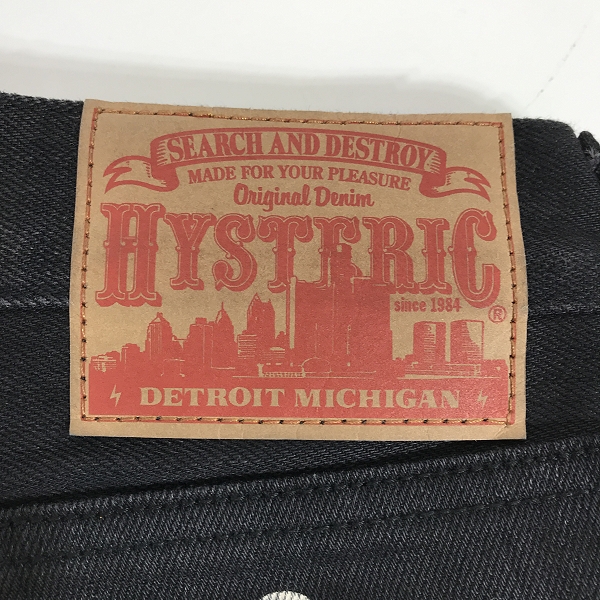 SEARCH AND DESTROY
MADE FOR YOUR PLEASURE
Original Denim
HYSTERIC
since 1984
®
DETROIT MICHIGAN